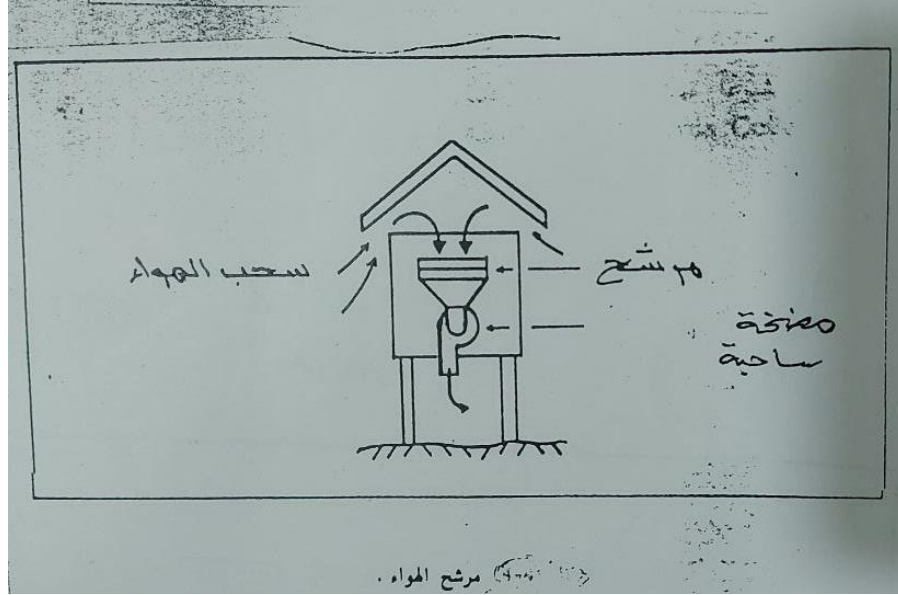 سحب الهواء
مرشح
مضخة
ساحبة
مرشح الهواء .